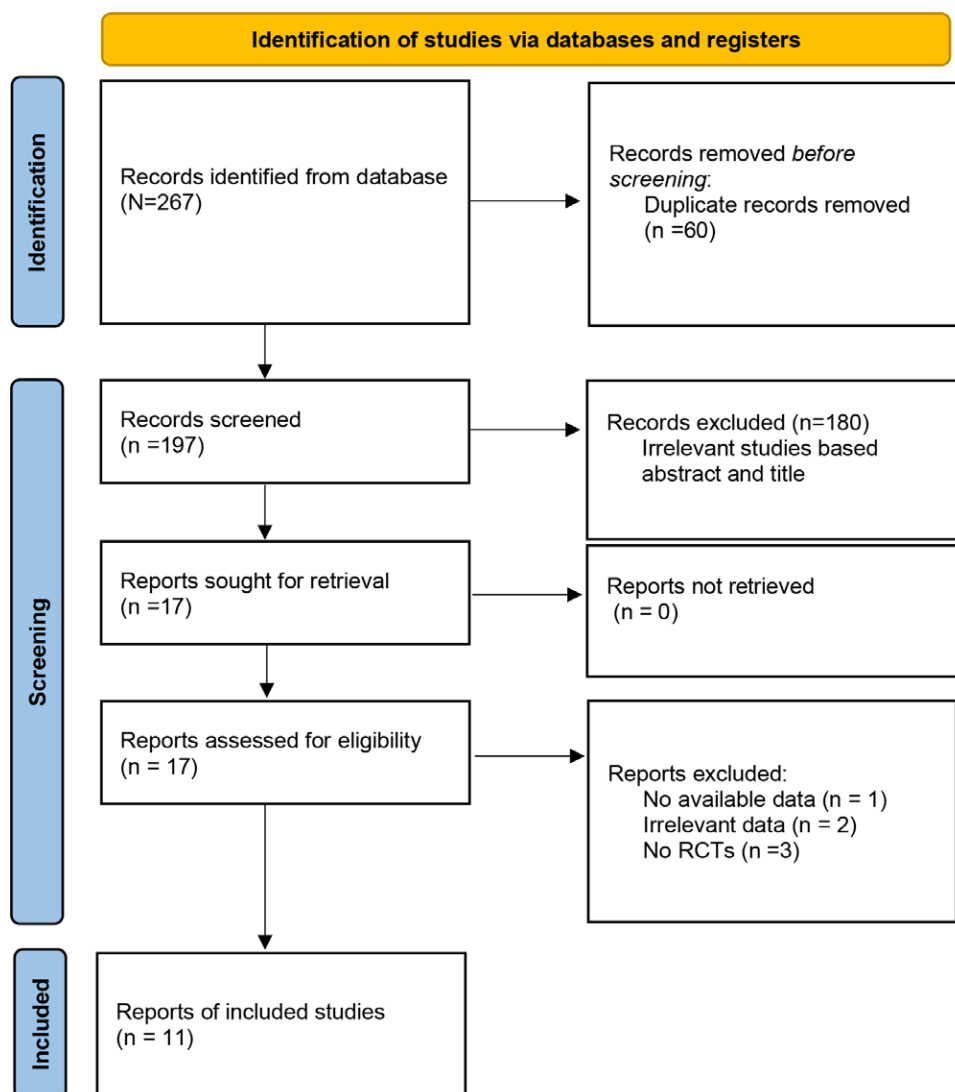 Identification of studies via databases and registers
Identification
Records identified from database
(N=267)
Records removed before
screening:
Duplicate records removed
(n =60)
Screening
Records screened
(n =197)
Records excluded (n=180)
Irrelevant studies based
abstract and title
Reports sought for retrieval
(n =17)
Reports not retrieved
(n = 0)
Reports assessed for eligibility
(n = 17)
Reports excluded:
No available data (n = 1)
Irrelevant data (n = 2)
No RCTs (n =3)
Included
Reports of included studies
(n = 11)